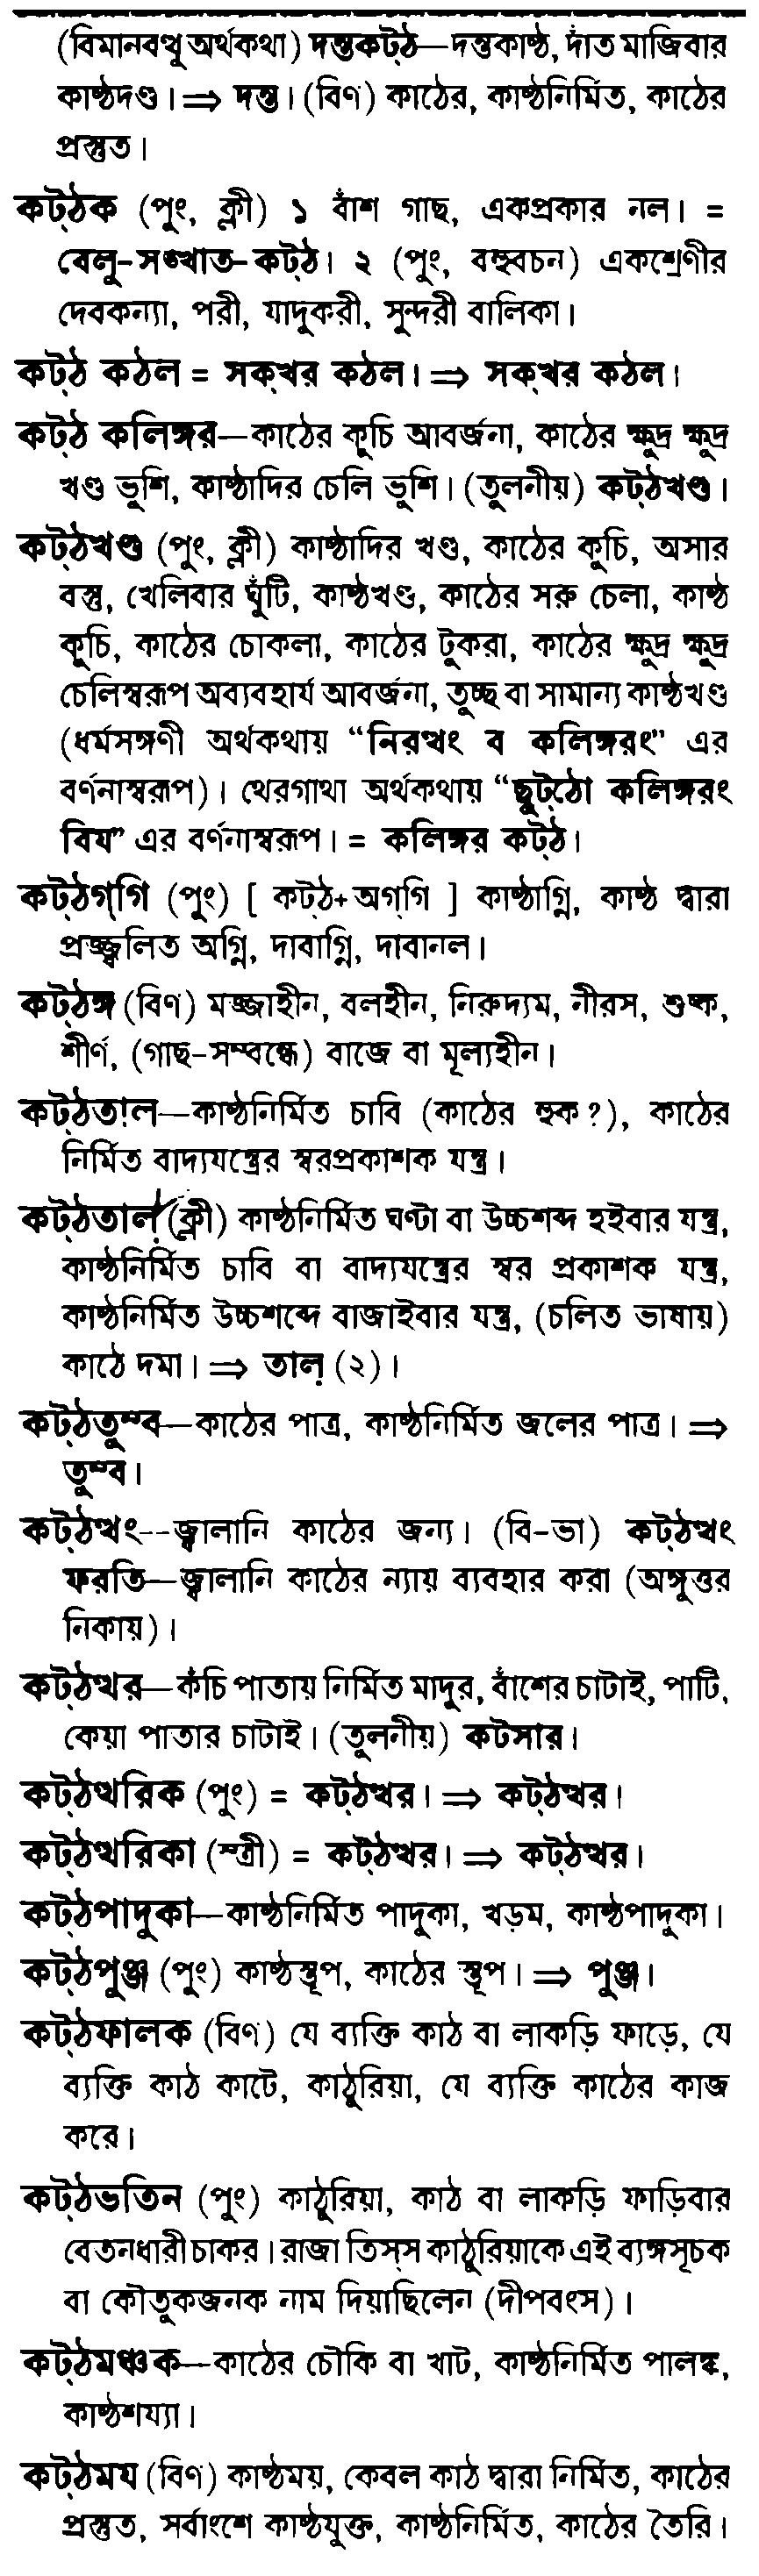 (বিমানবত্থু অর্থকথা) দন্তকট্ঠ—দন্তকাষ্ঠ, দাঁত মাজিবার
কাষ্ঠদণ্ড। ⇒ দন্ত। (বিণ) কাঠের, কাষ্ঠনির্মিত, কাঠের
প্রস্তুত।
কট্ঠক (পুং, ক্লী) ১ বাঁশ গাছ, একপ্রকার নল। =
বেলু-সঙ্খাত-কট্ঠ। ২ (পুং, বহুবচন) একশ্রেণীর
দেবকন্যা, পরী, যাদুকরী, সুন্দরী বালিকা।
কট্ঠ কঠল = সক্খর কঠল। ⇒ সক্খর কঠল।
কট্ঠ কলিঙ্গর—কাঠের কুচি আবর্জনা, কাঠের ক্ষুদ্র ক্ষুদ্র
খণ্ড ভুশি, কাষ্ঠাদির চেলি ভুশি। (তুলনীয়) কট্ঠখণ্ড।
কট্ঠখণ্ড (পুং, ক্লী) কাষ্ঠাদির খণ্ড, কাঠের কুচি, অসার
বস্তু, খেলিবার ঘুঁটি, কাষ্ঠখণ্ড, কাঠের সরু চেলা, কাষ্ঠ
কুচি, কাঠের চোকলা, কাঠের টুকরা, কাঠের ক্ষুদ্র ক্ষুদ্র
চেলিস্বরূপ অব্যবহার্য আবর্জনা, তুচ্ছ বা সামান্য কাষ্ঠখণ্ড
(ধর্মসঙ্গণী অর্থকথায় “নিরত্থং ব কলিঙ্গরং” এর
বর্ণনাস্বরূপ)। থেরগাথা অর্থকথায় “ছুট্ঠো কলিঙ্গরং
বিয” এর বর্ণনাস্বরূপ। = কলিঙ্গর কট্ঠ।
কট্ঠগ্গি (পুং) [ কট্ঠ+অগ্গি ] কাষ্ঠাগ্নি, কাষ্ঠ দ্বারা
প্রজ্জ্বলিত অগ্নি, দাবাগ্নি, দাবানল।
কট্ঠঙ্গ (বিণ) মজ্জাহীন, বলহীন, নিরুদ্যম, নীরস, শুষ্ক,
শীর্ণ, (গাছ-সম্বন্ধে) বাজে বা মূল্যহীন।
কট্ঠতাল—কাষ্ঠনির্মিত চাবি (কাঠের হুক?), কাঠের
নির্মিত বাদ্যযন্ত্রের স্বরপ্রকাশক যন্ত্র।
কট্ঠতাল় (ক্লী) কাষ্ঠনির্মিত ঘণ্টা বা উচ্চশব্দ হইবার যন্ত্র,
কাষ্ঠনির্মিত চাবি বা বাদ্যযন্ত্রের স্বর প্রকাশক যন্ত্র,
কাষ্ঠনির্মিত উচ্চশব্দে বাজাইবার যন্ত্র, (চলিত ভাষায়)
কাঠে দমা। ⇒ তাল় (২)।
কট্ঠতুম্ব—কাঠের পাত্র, কাষ্ঠনির্মিত জলের পাত্র। ⇒
তুম্ব।
কট্ঠত্থং--জ্বালানি কাঠের জন্য। (বি-ভা) কট্ঠত্থং
ফরতি—জ্বালানি কাঠের ন্যায় ব্যবহার করা (অঙ্গুত্তর
নিকায়)।
কট্ঠত্থর—কঁচি পাতায় নির্মিত মাদুর, বাঁশের চাটাই, পাটি,
কেয়া পাতার চাটাই। (তুলনীয়) কটসার।
কট্ঠত্থরিক (পুং) = কট্ঠত্থর। ⇒ কট্ঠত্থর।
কট্ঠত্থরিকা (স্ত্রী) = কট্ঠত্থর। ⇒ কট্ঠত্থর।
কট্ঠপাদুকা—কাষ্ঠনির্মিত পাদুকা, খড়ম, কাষ্ঠপাদুকা।
কট্ঠপুঞ্জ (পুং) কাষ্ঠস্তূপ, কাঠের স্তূপ। ⇒ পুঞ্জ।
কট্ঠফালক (বিণ) যে ব্যক্তি কাঠ বা লাকড়ি ফাড়ে, যে
ব্যক্তি কাঠ কাটে, কাঠুরিয়া, যে ব্যক্তি কাঠের কাজ
করে।
কট্ঠভতিন (পুং) কাঠুরিয়া, কাঠ বা লাকড়ি ফাড়িবার
বেতনধারী চাকর। রাজা তিস্স কাঠুরিয়াকে এই ব্যঙ্গসূচক
বা কৌতুকজনক নাম দিয়াছিলেন (দীপবংস)।
কট্ঠমঞ্চক—কাঠের চৌকি বা খাট, কাষ্ঠনির্মিত পালঙ্ক,
কাষ্ঠশয্যা।
কট্ঠময (বিণ) কাষ্ঠময়, কেবল কাঠ দ্বারা নির্মিত, কাঠের
প্রস্তুত, সর্বাংশে কাষ্ঠযুক্ত, কাষ্ঠনির্মিত, কাঠের তৈরি।